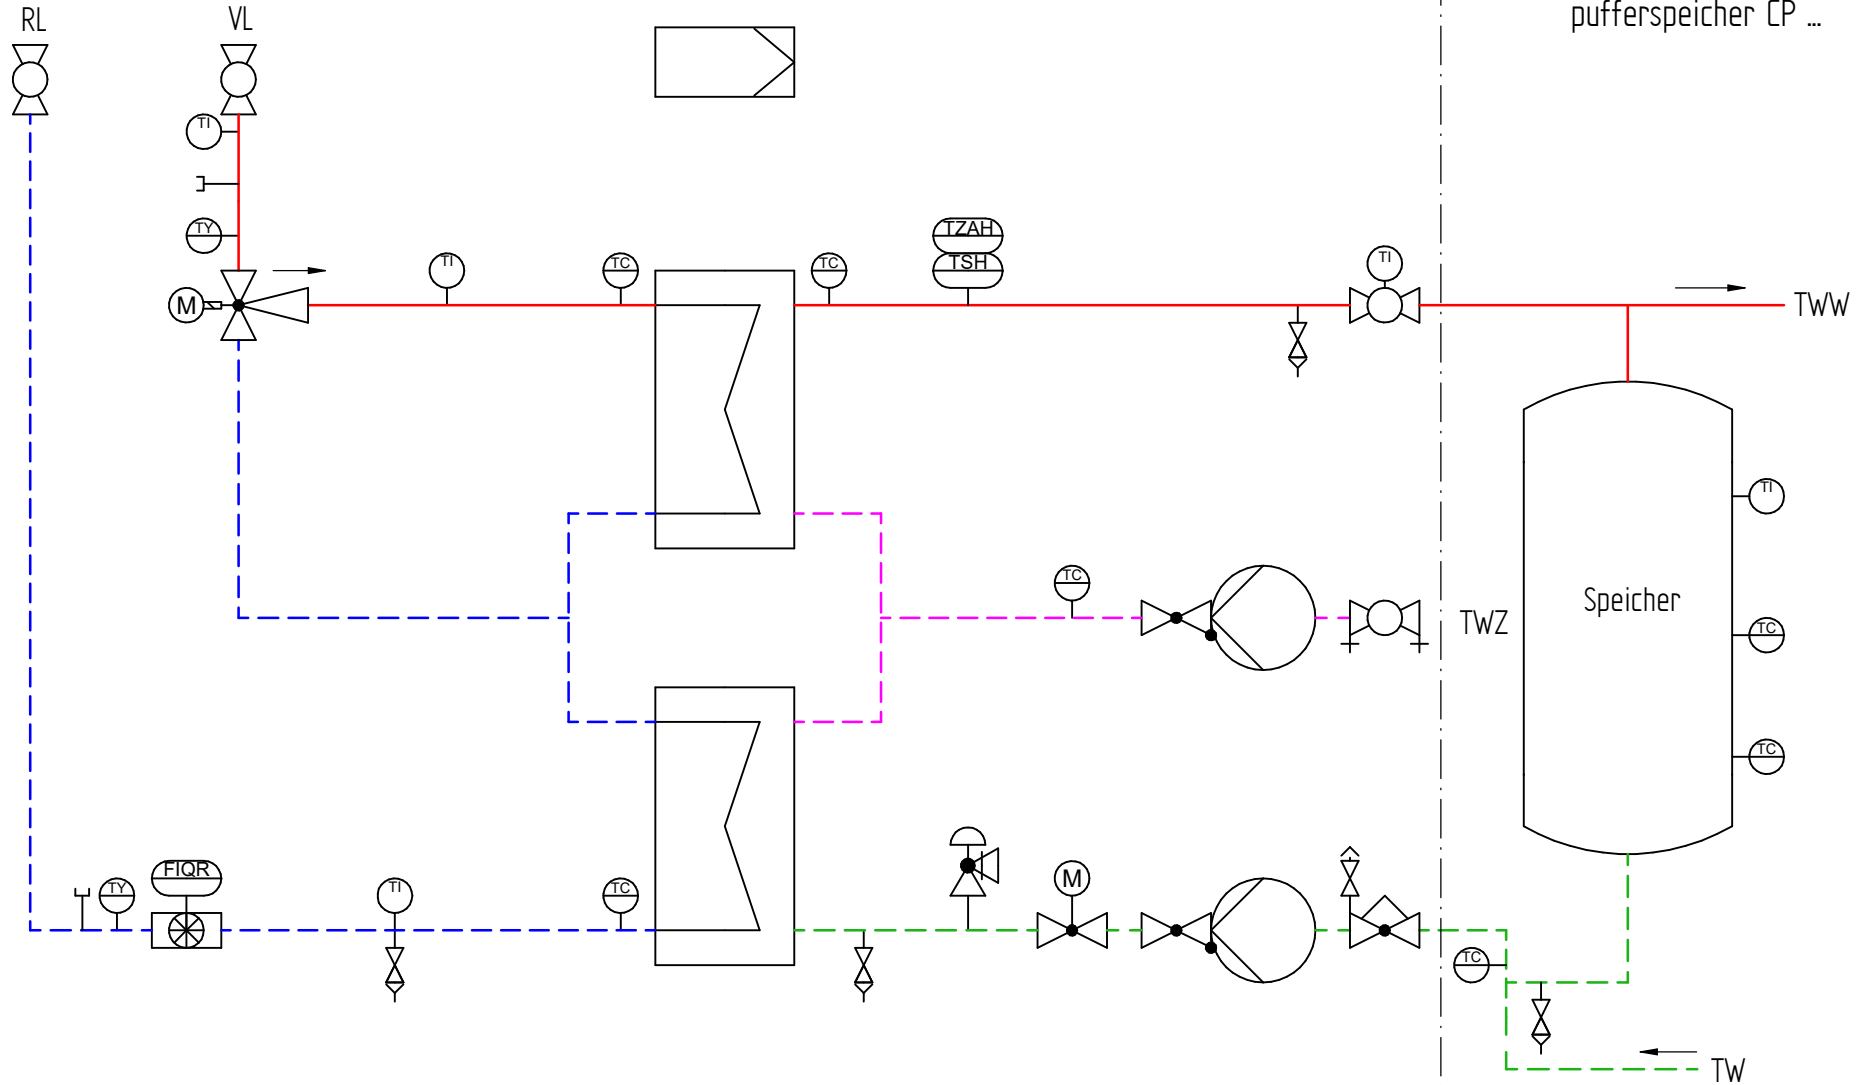 RL
VL
pufferspeicher CP ...
TI
TY
M
TI
TC
TC
TZAH
TSH
TI
TWW
TI
TC
TWZ
Speicher
TC
TC
TY
FIQR
TI
TC
M
TC
TW